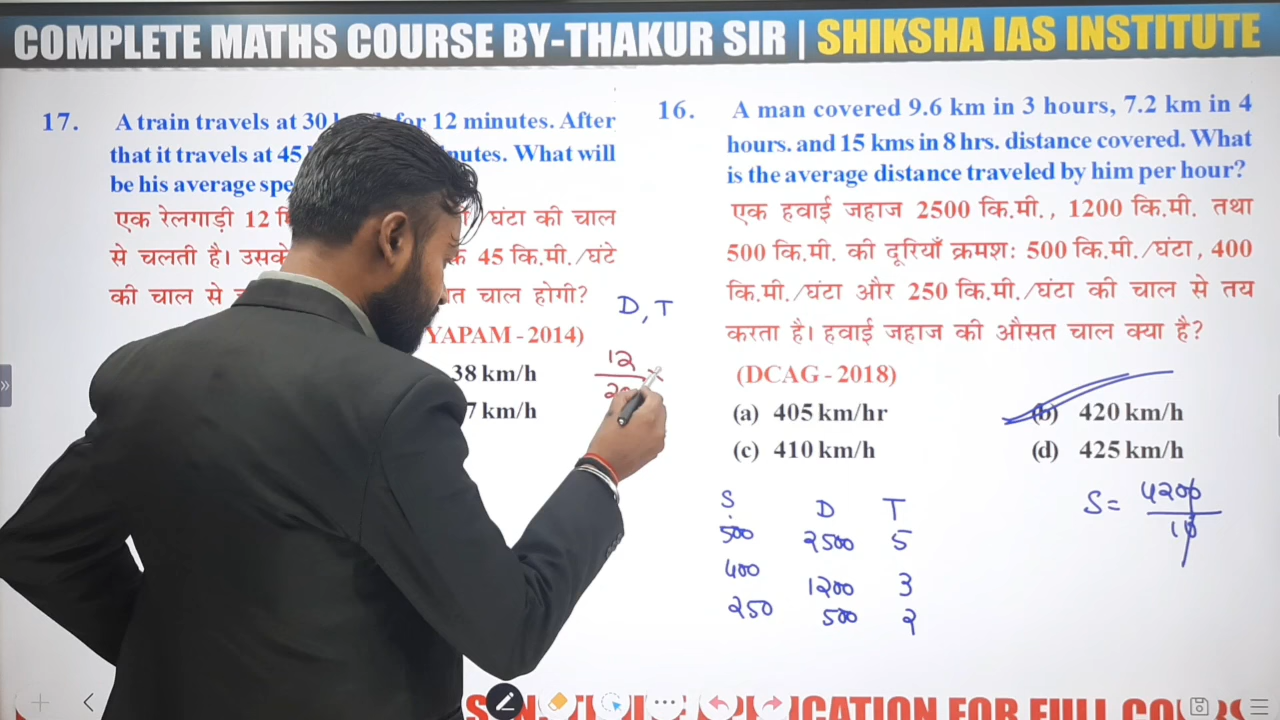 COMPLETE MATHS COURSE BY-THAKUR SIR | SHIKSHA IAS INSTITUTE
17. A train travels at 30 for 12 minutes. After
that it travels at 45 What will
be his average
एक रेलगाड़ी 12 /घंटा की चाल
से चलती है। 45 कि.मी./घंटे
की चाल से चाल होगी?
YAPAM - 2014)
38 km/h
7 km/h
D, T
12
16. A man covered 9.6 km in 3 hours, 7.2 km in 4
hours. and 15 kms in 8 hrs. distance covered. What
is the average distance traveled by him per hour?
एक हवाई जहाज 2500 कि.मी., 1200 कि.मी. तथा
500 कि.मी. की दूरियाँ क्रमशः 500 कि.मी./घंटा, 400
कि.मी./घंटा और 250 कि.मी./घंटा की चाल से तय
करता है। हवाई जहाज की औसत चाल क्या है?
(DCAG - 2018)
(a) 405 km/hr (b) 420 km/h
(c) 410 km/h (d) 425 km/h
S D T
500 2500 5
400 1200 3
250 500 2
S = 4200
10